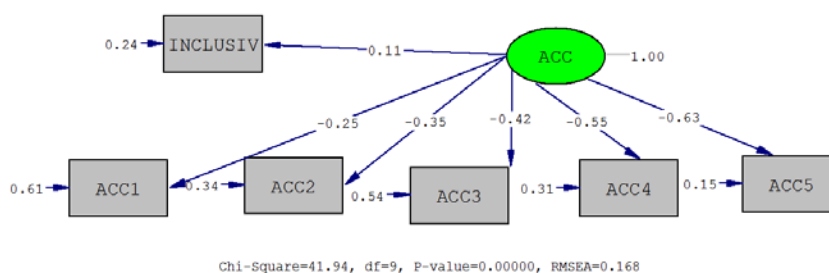 0.24
INCLUSIV
0.11
ACC
1.00
-0.25
-0.35
-0.42
-0.55
-0.63
0.61
ACC1
0.34
ACC2
0.54
ACC3
0.31
ACC4
0.15
ACC5
Chi-Square=41.94, df=9, P-value=0.00000, RMSEA=0.168